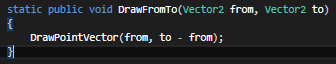 static public void DrawFromTo(Vector2 from, Vector2 to)
{
    DrawPointVector(from, to - from);
}